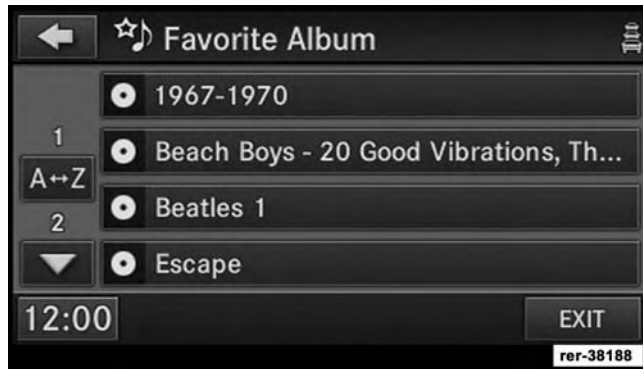 Favorite Album
1967-1970
1
Beach Boys - 20 Good Vibrations, Th...
A↔Z
Beatles 1
2
Escape
12:00
EXIT
rer-38188